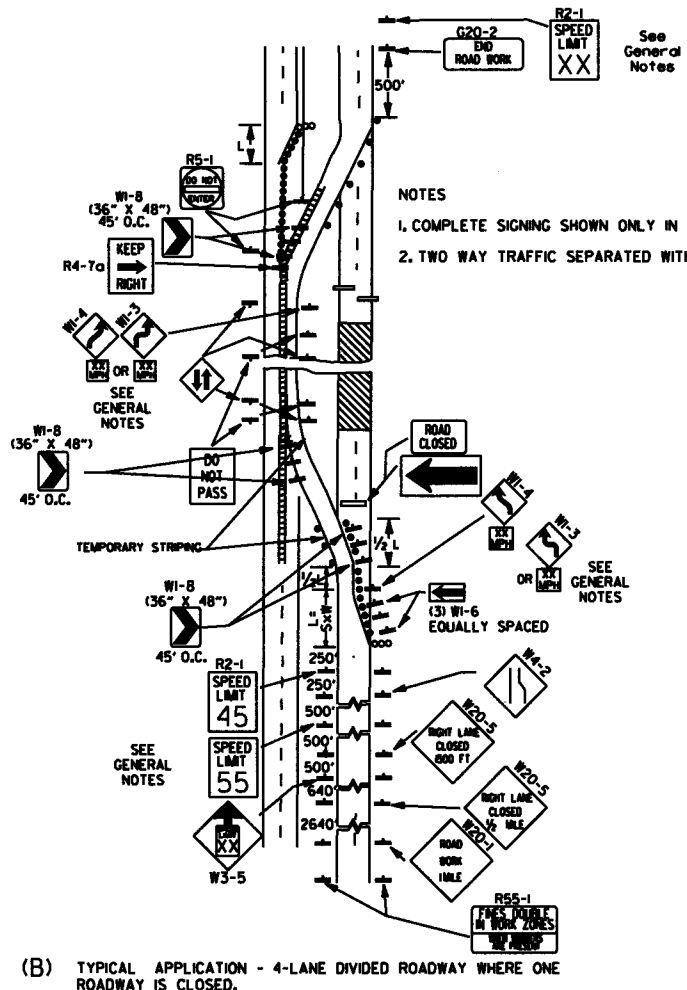 R2-1
SPEED
LIMIT
XX
See
General
Notes
G20-2
END
ROAD WORK
500'
L
R5-1
DO NOT
ENTER
W1-8
(36" X 48")
45' O.C.
KEEP
RIGHT
R4-7a
NOTES
1. COMPLETE SIGNING SHOWN ONLY IN
2. TWO WAY TRAFFIC SEPARATED WITH
W1-4
W1-3
XX
MPH
OR
XX
MPH
SEE
GENERAL
NOTES
W1-8
(36" X 48")
45' O.C.
DO
NOT
PASS
ROAD
CLOSED
W1-4
XX
MPH
W1-3
OR
XX
MPH
SEE
GENERAL
NOTES
TEMPORARY STRIPING
1/2 L
1/2 L
L=
SxW
W1-8
(36" X 48")
45' O.C.
(3) W1-6
EQUALLY SPACED
R2-1
SPEED
LIMIT
45
250'
250'
500'
500'
500'
640'
2640'
W4-2
SEE
GENERAL
NOTES
SPEED
LIMIT
55
W20-5
RIGHT LANE
CLOSED
1500 FT
W20-5
RIGHT LANE
CLOSED
1/2 MILE
XX
W3-5
W20-1
ROAD
WORK
1 MILE
R55-1
FINES DOUBLE
IN WORK ZONES
WHEN WORKERS
ARE PRESENT
(B) TYPICAL APPLICATION - 4-LANE DIVIDED ROADWAY WHERE ONE
ROADWAY IS CLOSED.